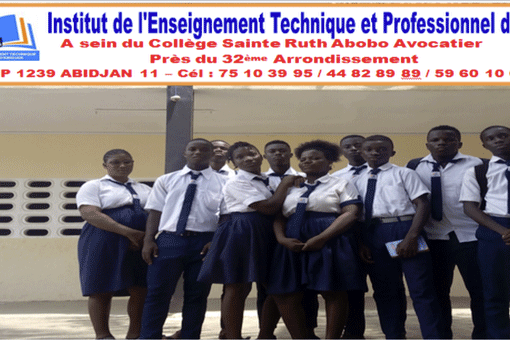 Institut de l'Enseignement Technique et Professionnel d
A sein du Collège Sainte Ruth Abobo Avocatier
Près du 32ème Arrondissement
P 1239 ABIDJAN 11 – Cél : 75 10 39 95 / 44 82 89 89 / 59 60 10